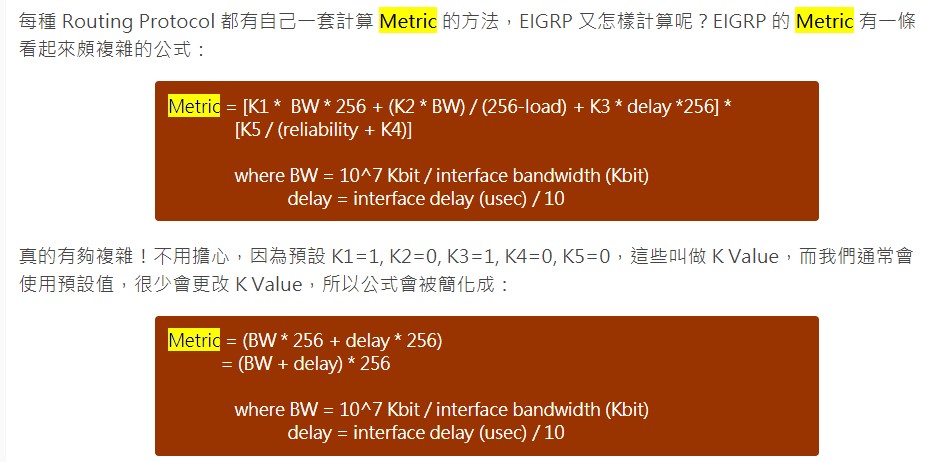 每種 Routing Protocol 都有自己一套計算 Metric 的方法，EIGRP 又怎樣計算呢？EIGRP 的 Metric 有一條
看起來頗複雜的公式：
Metric = [K1 * BW * 256 + (K2 * BW) / (256-load) + K3 * delay *256] *
[K5 / (reliability + K4)]
where BW = 10^7 Kbit / interface bandwidth (Kbit)
delay = interface delay (usec) / 10
真的有夠複雜！不用擔心，因為預設 K1=1, K2=0, K3=1, K4=0, K5=0，這些叫做 K Value，而我們通常會
使用預設值，很少會更改 K Value，所以公式會被簡化成：
Metric = (BW * 256 + delay * 256)
= (BW + delay) * 256
where BW = 10^7 Kbit / interface bandwidth (Kbit)
delay = interface delay (usec) / 10